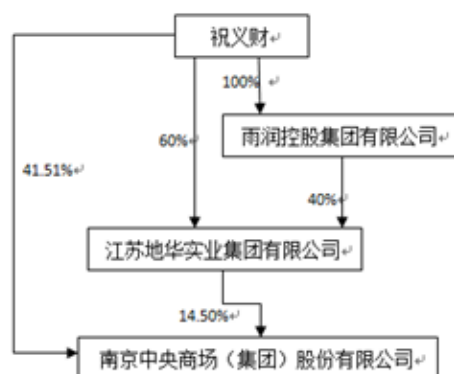 祝义财
100%
雨润控股集团有限公司
60%
41.51%
40%
江苏地华实业集团有限公司
14.50%
南京中央商场（集团）股份有限公司